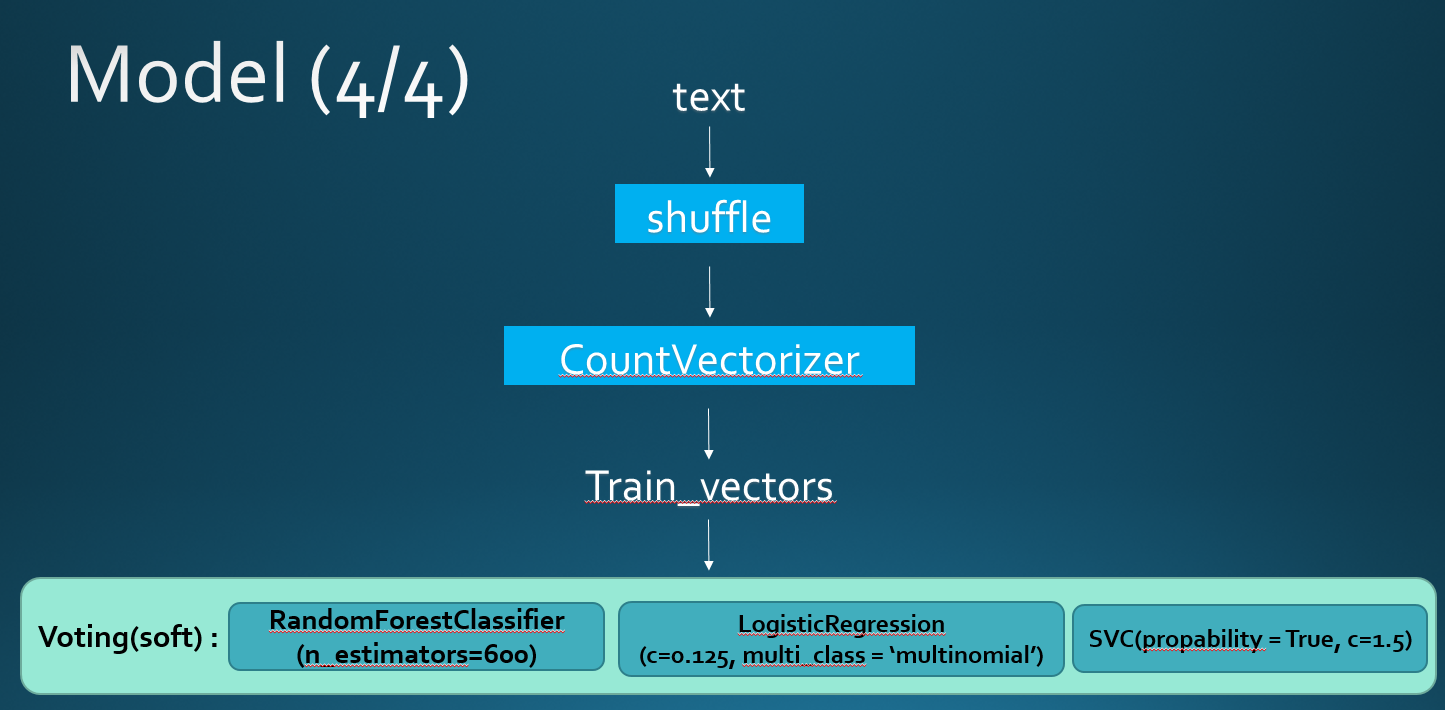 Model (4/4)
text
shuffle
CountVectorizer
Train_vectors
Voting(soft) :
RandomForestClassifier
(n_estimators=600)
LogisticRegression
(c=0.125, multi_class = ‘multinomial’)
SVC(propability = True, c=1.5)